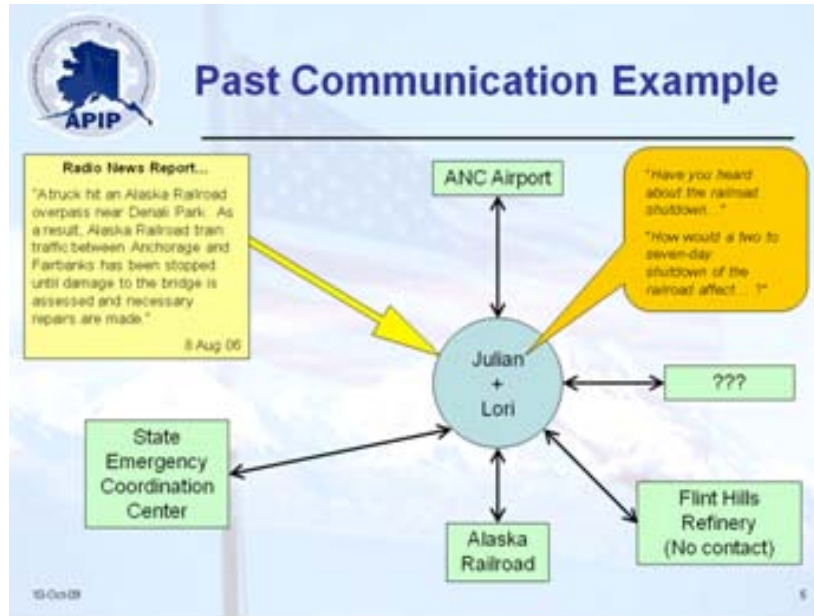 APIP
Past Communication Example
Radio News Report...
"A truck hit an Alaska Railroad
overpass near Denali Park. As
a result, Alaska Railroad train
traffic between Anchorage and
Fairbanks has been stopped
until damage to the bridge is
assessed and necessary
repairs are made."
8 Aug 06
ANC Airport
"Have you heard
about the railroad
shutdown..."
"How would a two to
seven-day
shutdown of the
railroad affect... ?"
Julian
+
Lori
???
State
Emergency
Coordination
Center
Alaska
Railroad
Flint Hills
Refinery
(No contact)